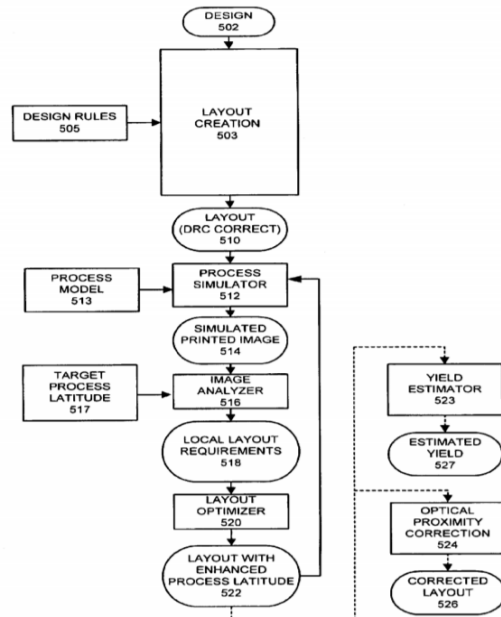 DESIGN
502
LAYOUT
CREATION
503
DESIGN RULES
505
LAYOUT
(DRC CORRECT)
510
PROCESS
SIMULATOR
512
PROCESS
MODEL
513
SIMULATED
PRINTED IMAGE
514
IMAGE
ANALYZER
516
TARGET
PROCESS
LATITUDE
517
LOCAL LAYOUT
REQUIREMENTS
518
LAYOUT
OPTIMIZER
520
LAYOUT WITH
ENHANCED
PROCESS LATITUDE
522
YIELD
ESTIMATOR
523
ESTIMATED
YIELD
527
OPTICAL
PROXIMITY
CORRECTION
524
CORRECTED
LAYOUT
526